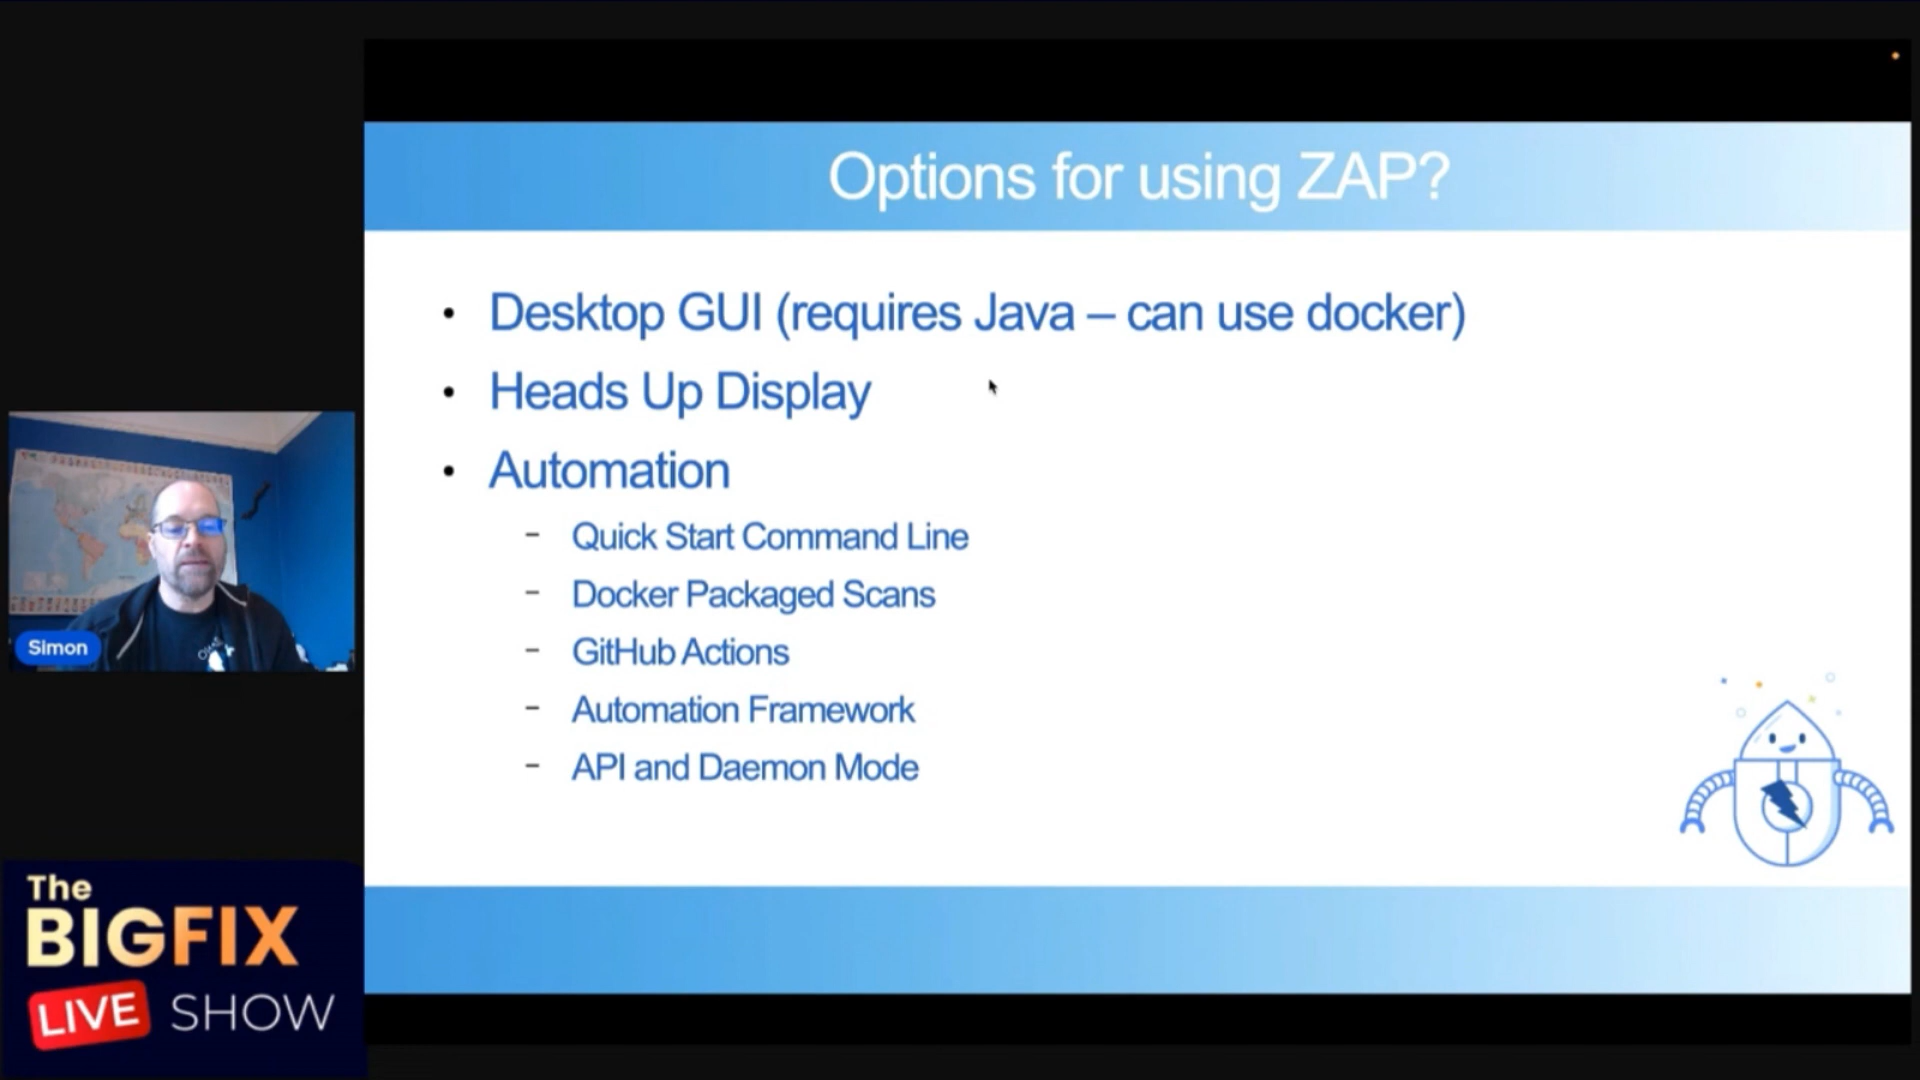 Options for using ZAP?
• Desktop GUI (requires Java – can use docker)
• Heads Up Display
• Automation
– Quick Start Command Line
– Docker Packaged Scans
– GitHub Actions
– Automation Framework
– API and Daemon Mode
Simon
The
BIGFIX
LIVE SHOW